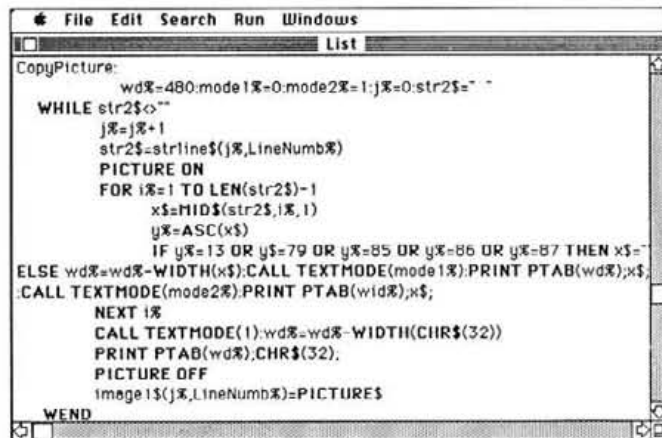 File Edit Search Run Windows
List
CopyPicture:
wd%=480:mode1%=0:mode2%=1:j%=0:str2$=" "
WHILE str2$<>""
j%=j%+1
str2$=strline$(j%,LineNumb%)
PICTURE ON
FOR i%=1 TO LEN(str2$)-1
x$=MID$(str2$,i%,1)
y%=ASC(x$)
IF y%=13 OR y$=79 OR y%=85 OR y%=86 OR y%=87 THEN x$="
ELSE wd%=wd%-WIDTH(x$):CALL TEXTMODE(mode1%):PRINT PTAB(wd%);x$;
:CALL TEXTMODE(mode2%):PRINT PTAB(wid%);x$;
NEXT i%
CALL TEXTMODE(1):wd%=wd%-WIDTH(CHR$(32))
PRINT PTAB(wd%);CHR$(32);
PICTURE OFF
image1$(j%,LineNumb%)=PICTURE$
WEND